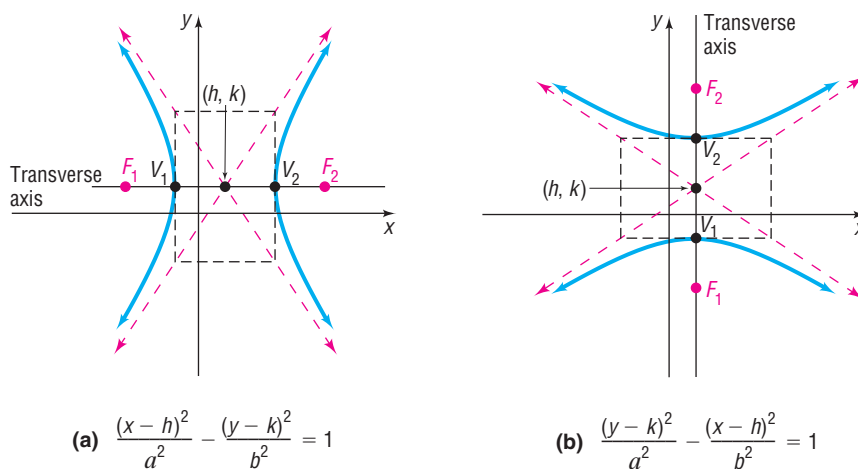 y
(h, k)
Transverse
axis
F₁
V₁
V₂
F₂
x
(a) (x – h)²/a² – (y – k)²/b² = 1
y
Transverse
axis
F₂
V₂
(h, k)
V₁
x
F₁
(b) (y – k)²/a² – (x – h)²/b² = 1